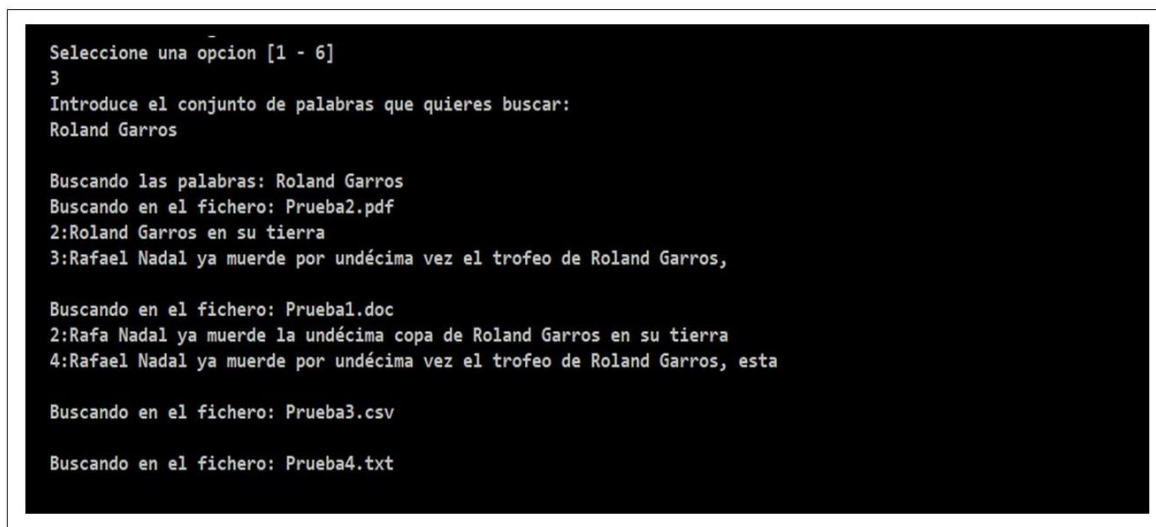 Seleccione una opcion [1 - 6]
3
Introduce el conjunto de palabras que quieres buscar:
Roland Garros
Buscando las palabras: Roland Garros
Buscando en el fichero: Prueba2.pdf
2:Roland Garros en su tierra
3:Rafael Nadal ya muerde por undécima vez el trofeo de Roland Garros,
Buscando en el fichero: Prueba1.doc
2:Rafa Nadal ya muerde la undécima copa de Roland Garros en su tierra
4:Rafael Nadal ya muerde por undécima vez el trofeo de Roland Garros, esta
Buscando en el fichero: Prueba3.csv
Buscando en el fichero: Prueba4.txt